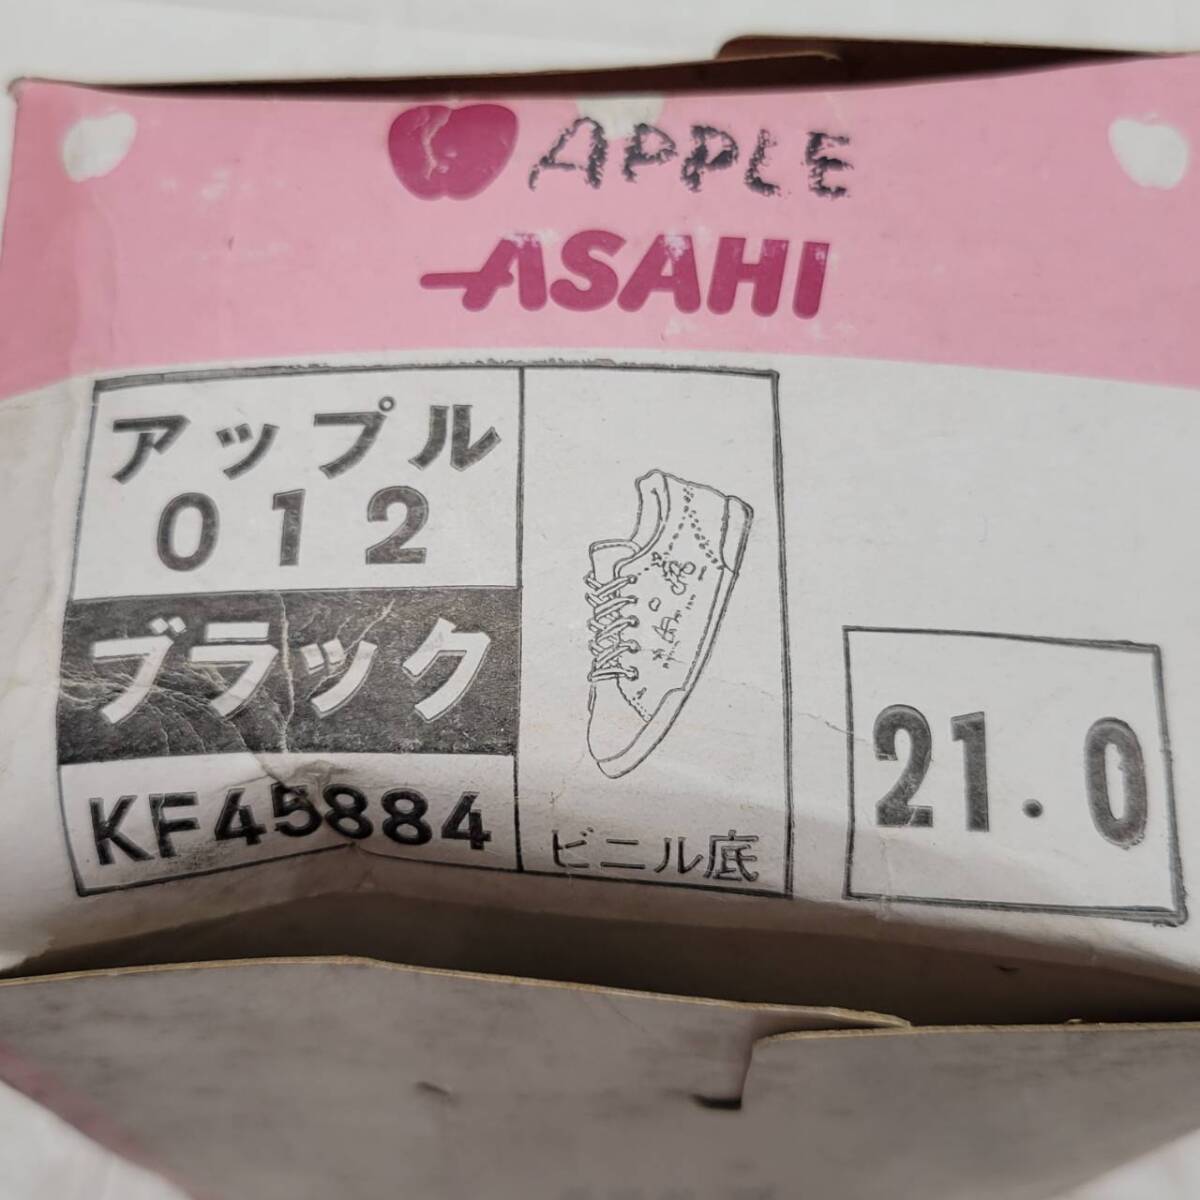 APPLE
ASAHI
アップル
012
ブラック
KF45884
ビニル底
21.0